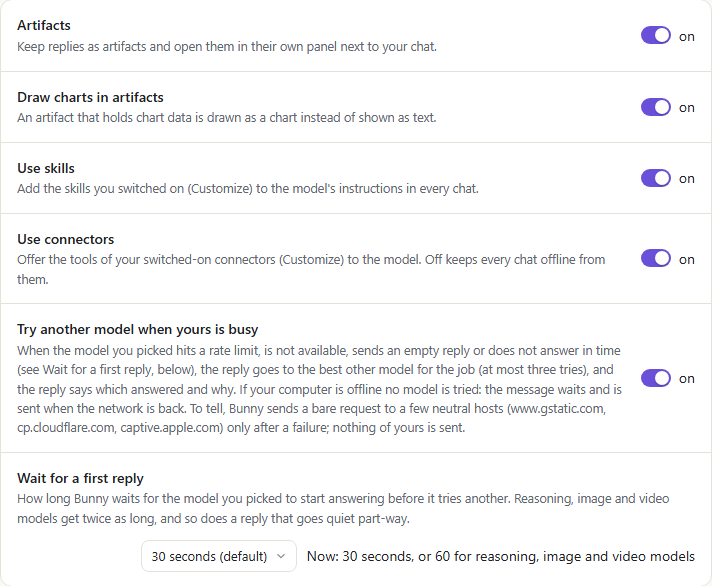 Artifacts
Keep replies as artifacts and open them in their own panel next to your chat.
on
Draw charts in artifacts
An artifact that holds chart data is drawn as a chart instead of shown as text.
on
Use skills
Add the skills you switched on (Customize) to the model's instructions in every chat.
on
Use connectors
Offer the tools of your switched-on connectors (Customize) to the model. Off keeps every chat offline from
them.
on
Try another model when yours is busy
When the model you picked hits a rate limit, is not available, sends an empty reply or does not answer in time
(see Wait for a first reply, below), the reply goes to the best other model for the job (at most three tries), and
the reply says which answered and why. If your computer is offline no model is tried: the message waits and is
sent when the network is back. To tell, Bunny sends a bare request to a few neutral hosts (www.gstatic.com,
cp.cloudflare.com, captive.apple.com) only after a failure; nothing of yours is sent.
on
Wait for a first reply
How long Bunny waits for the model you picked to start answering before it tries another. Reasoning, image and video
models get twice as long, and so does a reply that goes quiet part-way.
30 seconds (default)
Now: 30 seconds, or 60 for reasoning, image and video models